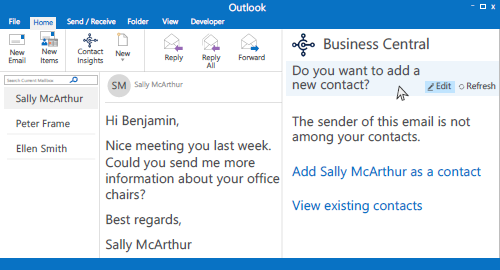 Outlook
File Home Send / Receive Folder View Developer
New Email
New Items
Contact Insights
New
Reply
Reply All
Forward
Search Current Mailbox
Sally McArthur
Peter Frame
Ellen Smith
SM Sally McArthur
Hi Benjamin,
Nice meeting you last week.
Could you send me more
information about your office
chairs?
Best regards,
Sally McArthur
Business Central
Do you want to add a
new contact?
Edit Refresh
The sender of this email is not
among your contacts.
Add Sally McArthur as a contact
View existing contacts